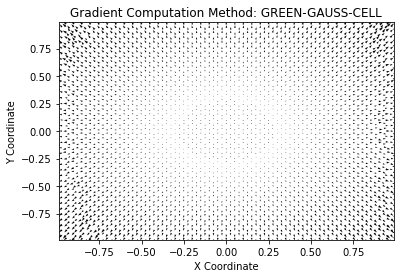 Gradient Computation Method: GREEN-GAUSS-CELL
Y Coordinate
0.75
0.50
0.25
0.00
−0.25
−0.50
−0.75
−0.75 −0.50 −0.25 0.00 0.25 0.50 0.75
X Coordinate